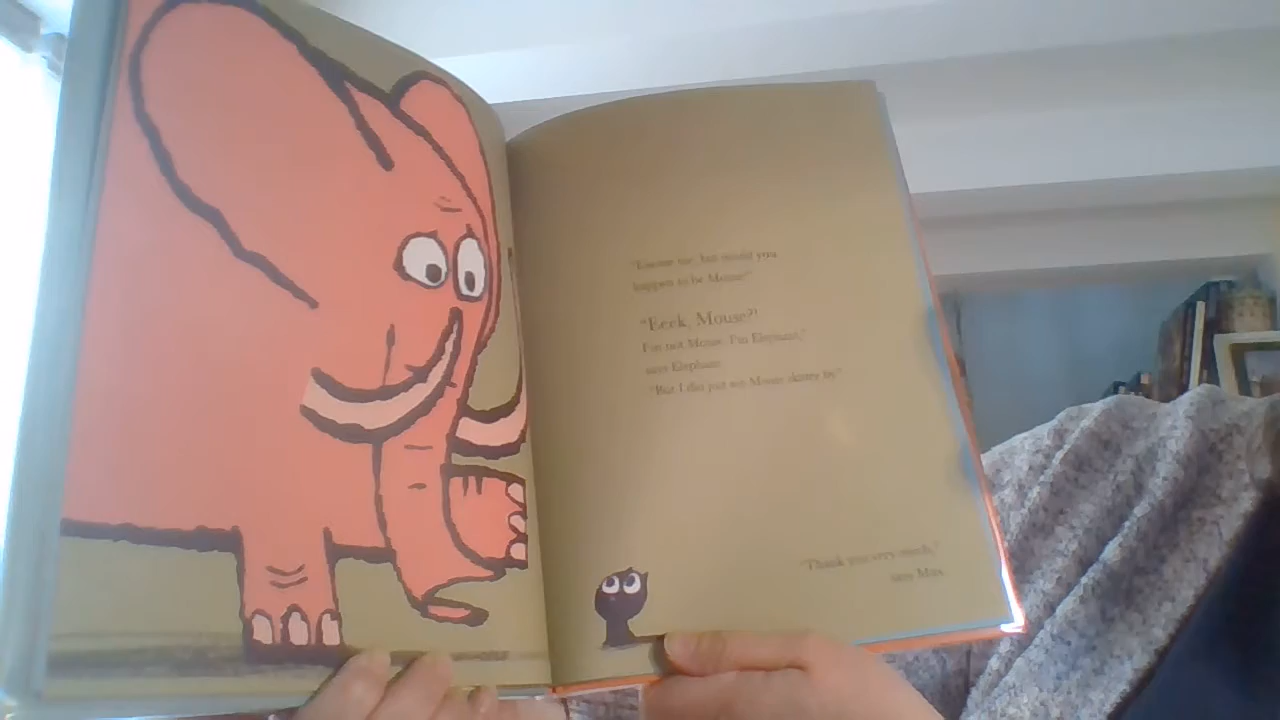 "Excuse me, but would you
happen to be Mouse?"
"Eeek, Mouse?!
I'm not Mouse. I'm Elephant,"
says Elephant.
"But I did just see Mouse skitter by."
"Thank you very much,"
says Max.